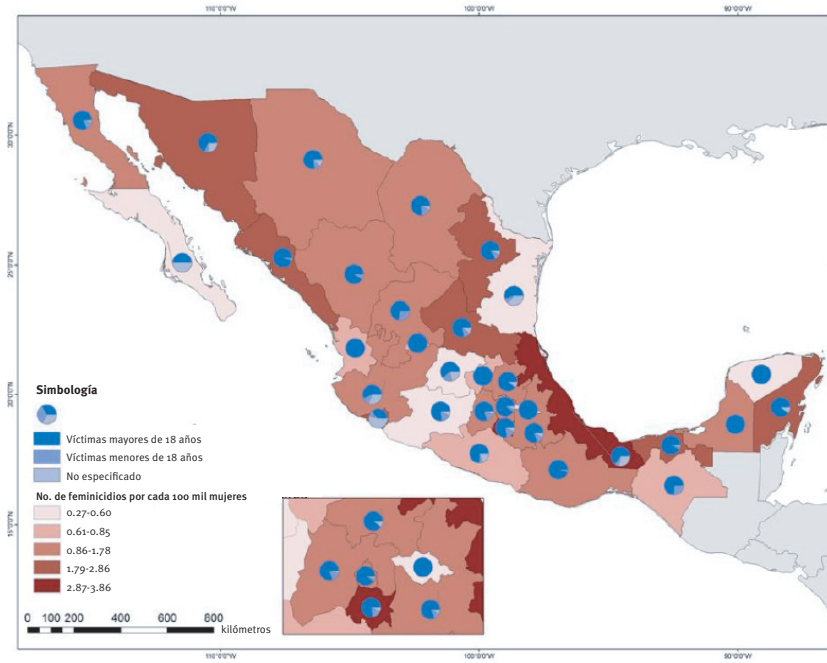 115°0'0"W
100°0'0"W
90°0'0"W
30°0'0"N
25°0'0"N
20°0'0"N
15°0'0"N
Simbología
Víctimas mayores de 18 años
Víctimas menores de 18 años
No especificado
No. de feminicidios por cada 100 mil mujeres
0.27-0.60
0.61-0.85
0.86-1.78
1.79-2.86
2.87-3.86
0 100 200 400 600 800
kilómetros
115°0'0"W
100°0'0"W
90°0'0"W